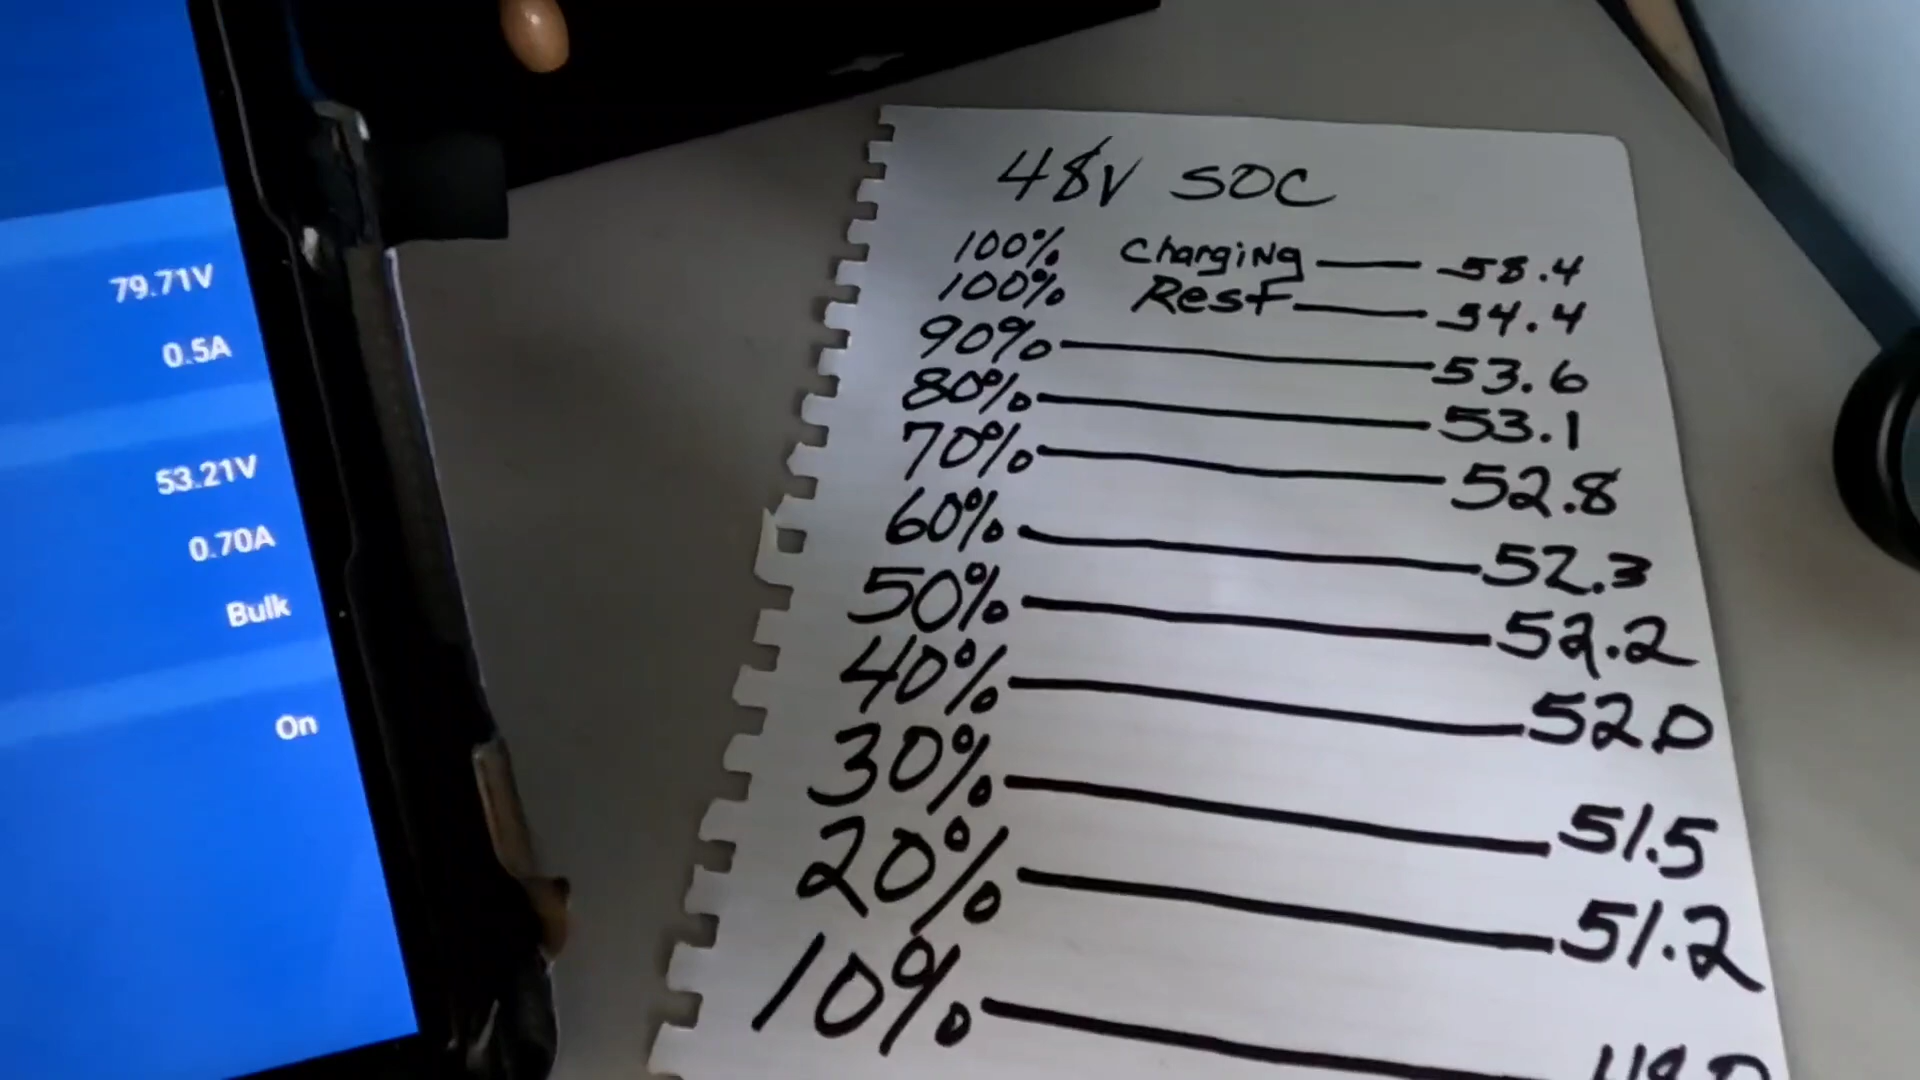 79.71V
0.5A
53.21V
0.70A
Bulk
On
48V SOC
100% Charging — 58.4
100% Rest — 54.4
90% — 53.6
80% — 53.1
70% — 52.8
60% — 52.3
50% — 52.2
40% — 520
30% — 51.5
20% — 51.2
10% —